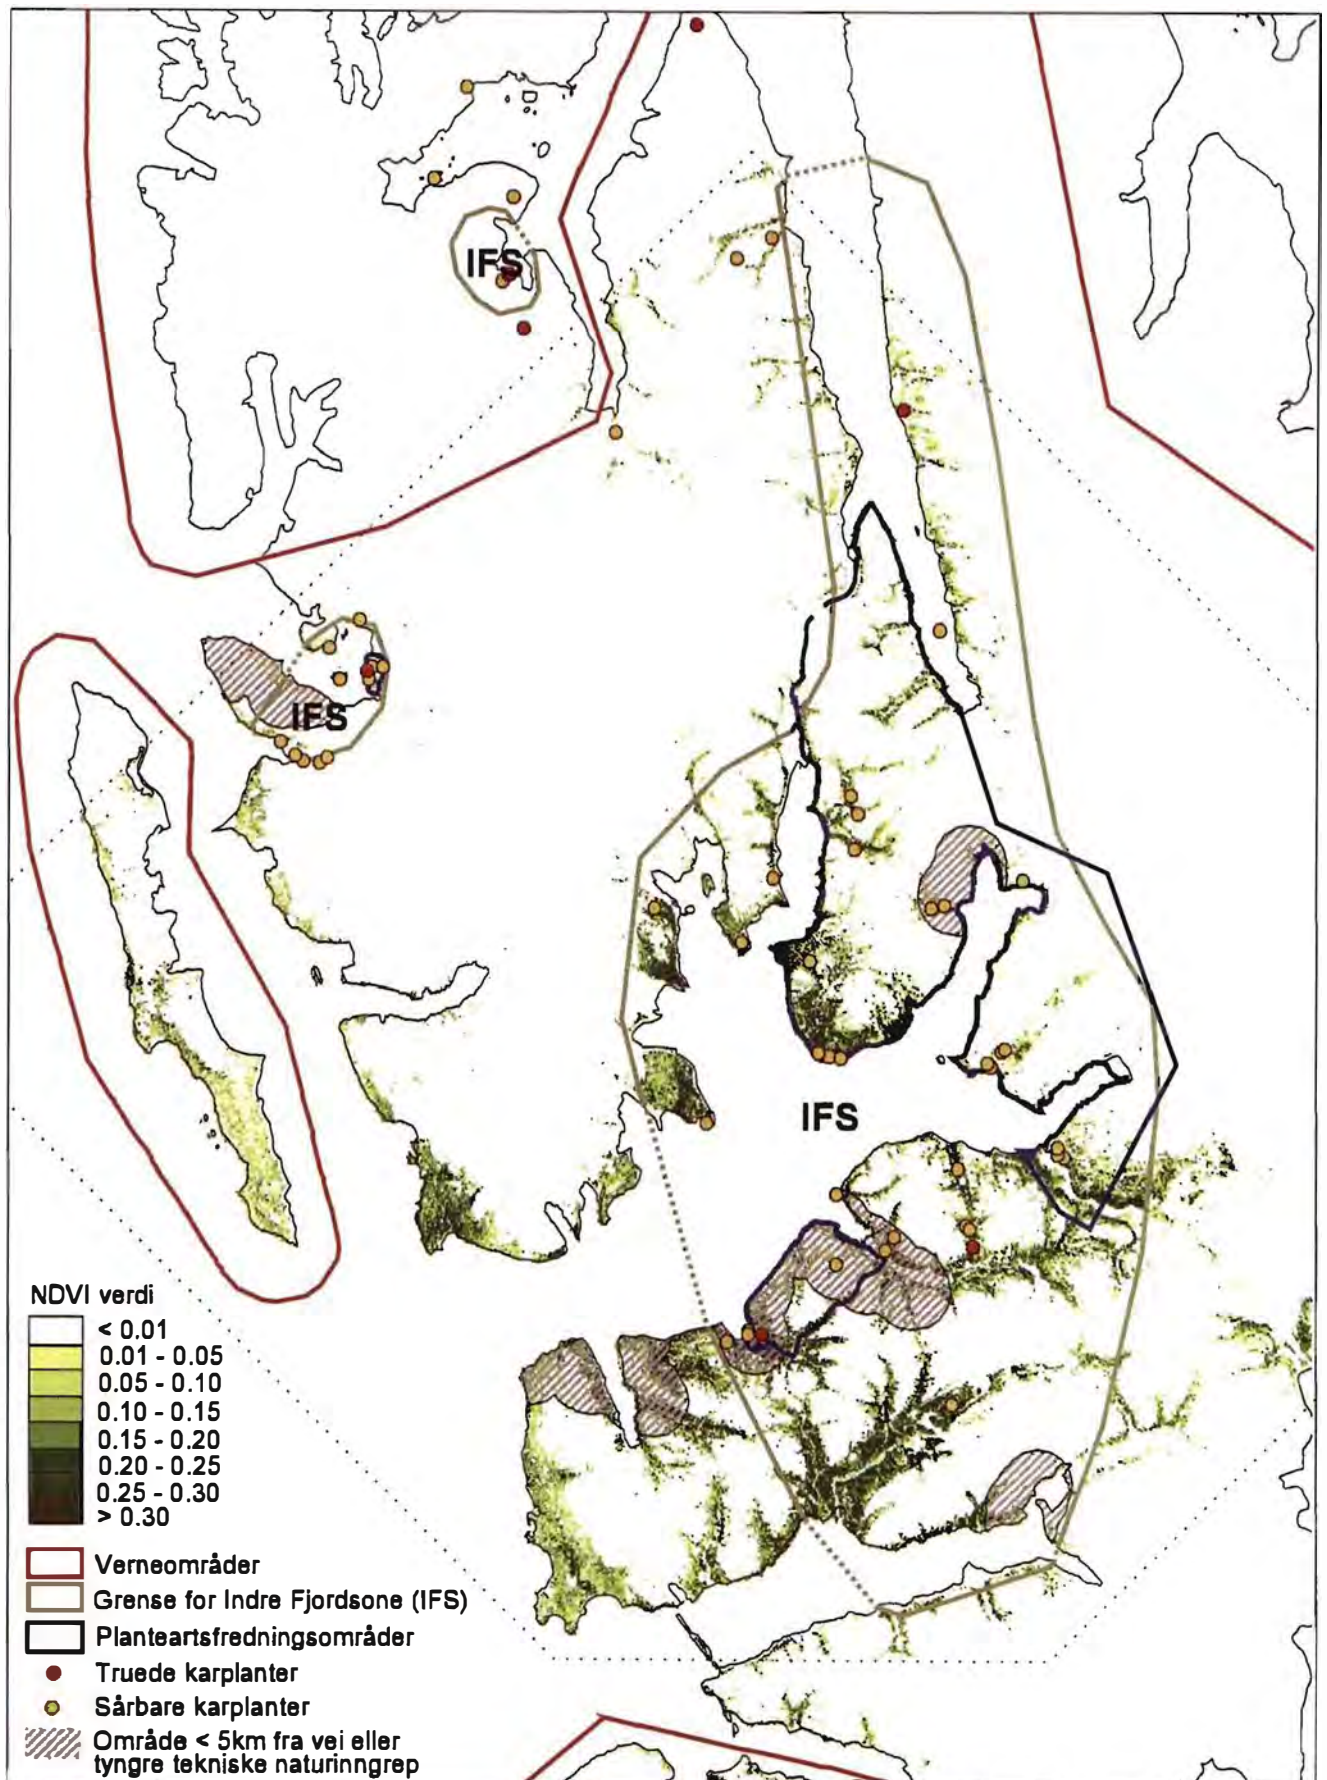 IFS
IFS
IFS
NDVI verdi
< 0.01
0.01 - 0.05
0.05 - 0.10
0.10 - 0.15
0.15 - 0.20
0.20 - 0.25
0.25 - 0.30
> 0.30
Verneområder
Grense for Indre Fjordsone (IFS)
Planteartsfredningsområder
Truede karplanter
Sårbare karplanter
Område < 5km fra vei eller
tyngre tekniske naturinngrep